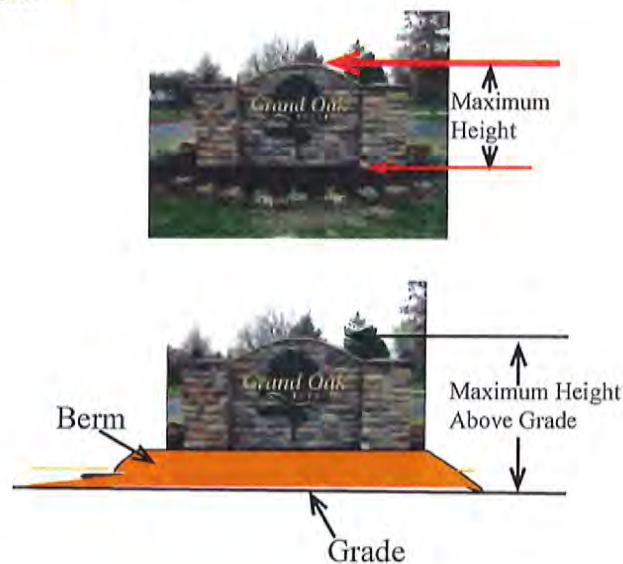 Grand Oak
Maximum
Height
Grand Oak
Maximum Height
Above Grade
Berm
Grade